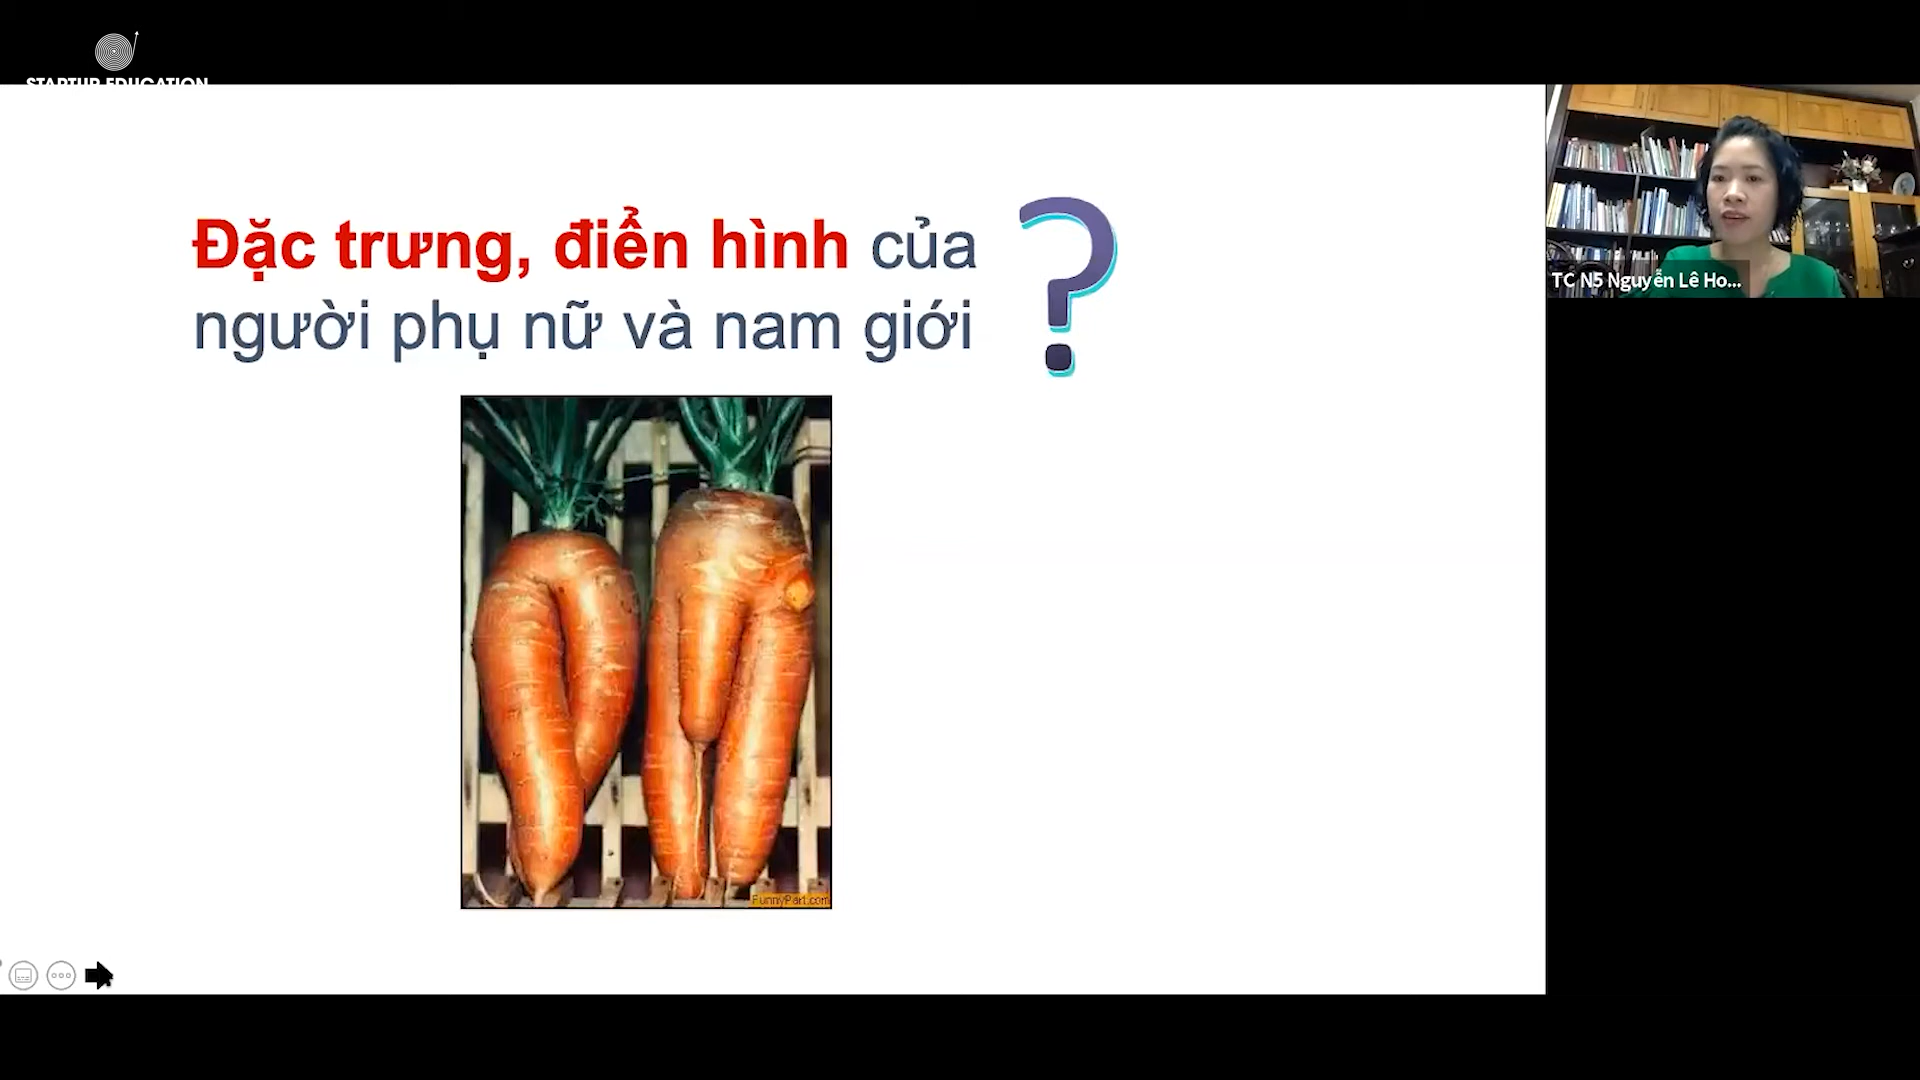 STARTUP EDUCATION
Đặc trưng, điển hình của
người phụ nữ và nam giới
?
TC N5 Nguyễn Lê Ho...
FunnyPart.com